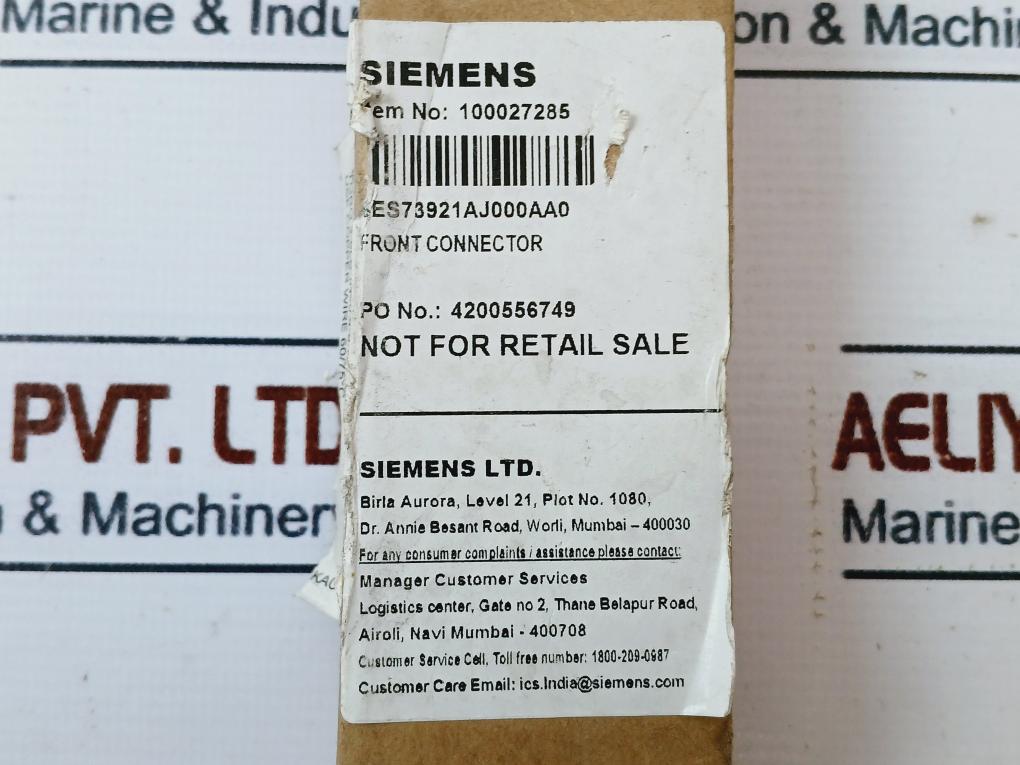 Marine & Indu
on & Machi
SIEMENS
em No: 100027285
ES73921AJ000AA0
FRONT CONNECTOR
PO No.: 4200556749
NOT FOR RETAIL SALE
PVT. LTD
& Machiner
AELIY
Marine
SIEMENS LTD.
Birla Aurora, Level 21, Plot No. 1080,
Dr. Annie Besant Road, Worli, Mumbai – 400030
For any consumer complaints / assistance please contact:
Manager Customer Services
Logistics center, Gate no 2, Thane Belapur Road,
Airoli, Navi Mumbai - 400708
Customer Service Cell, Toll free number: 1800-209-0987
Customer Care Email: ics.India@siemens.com